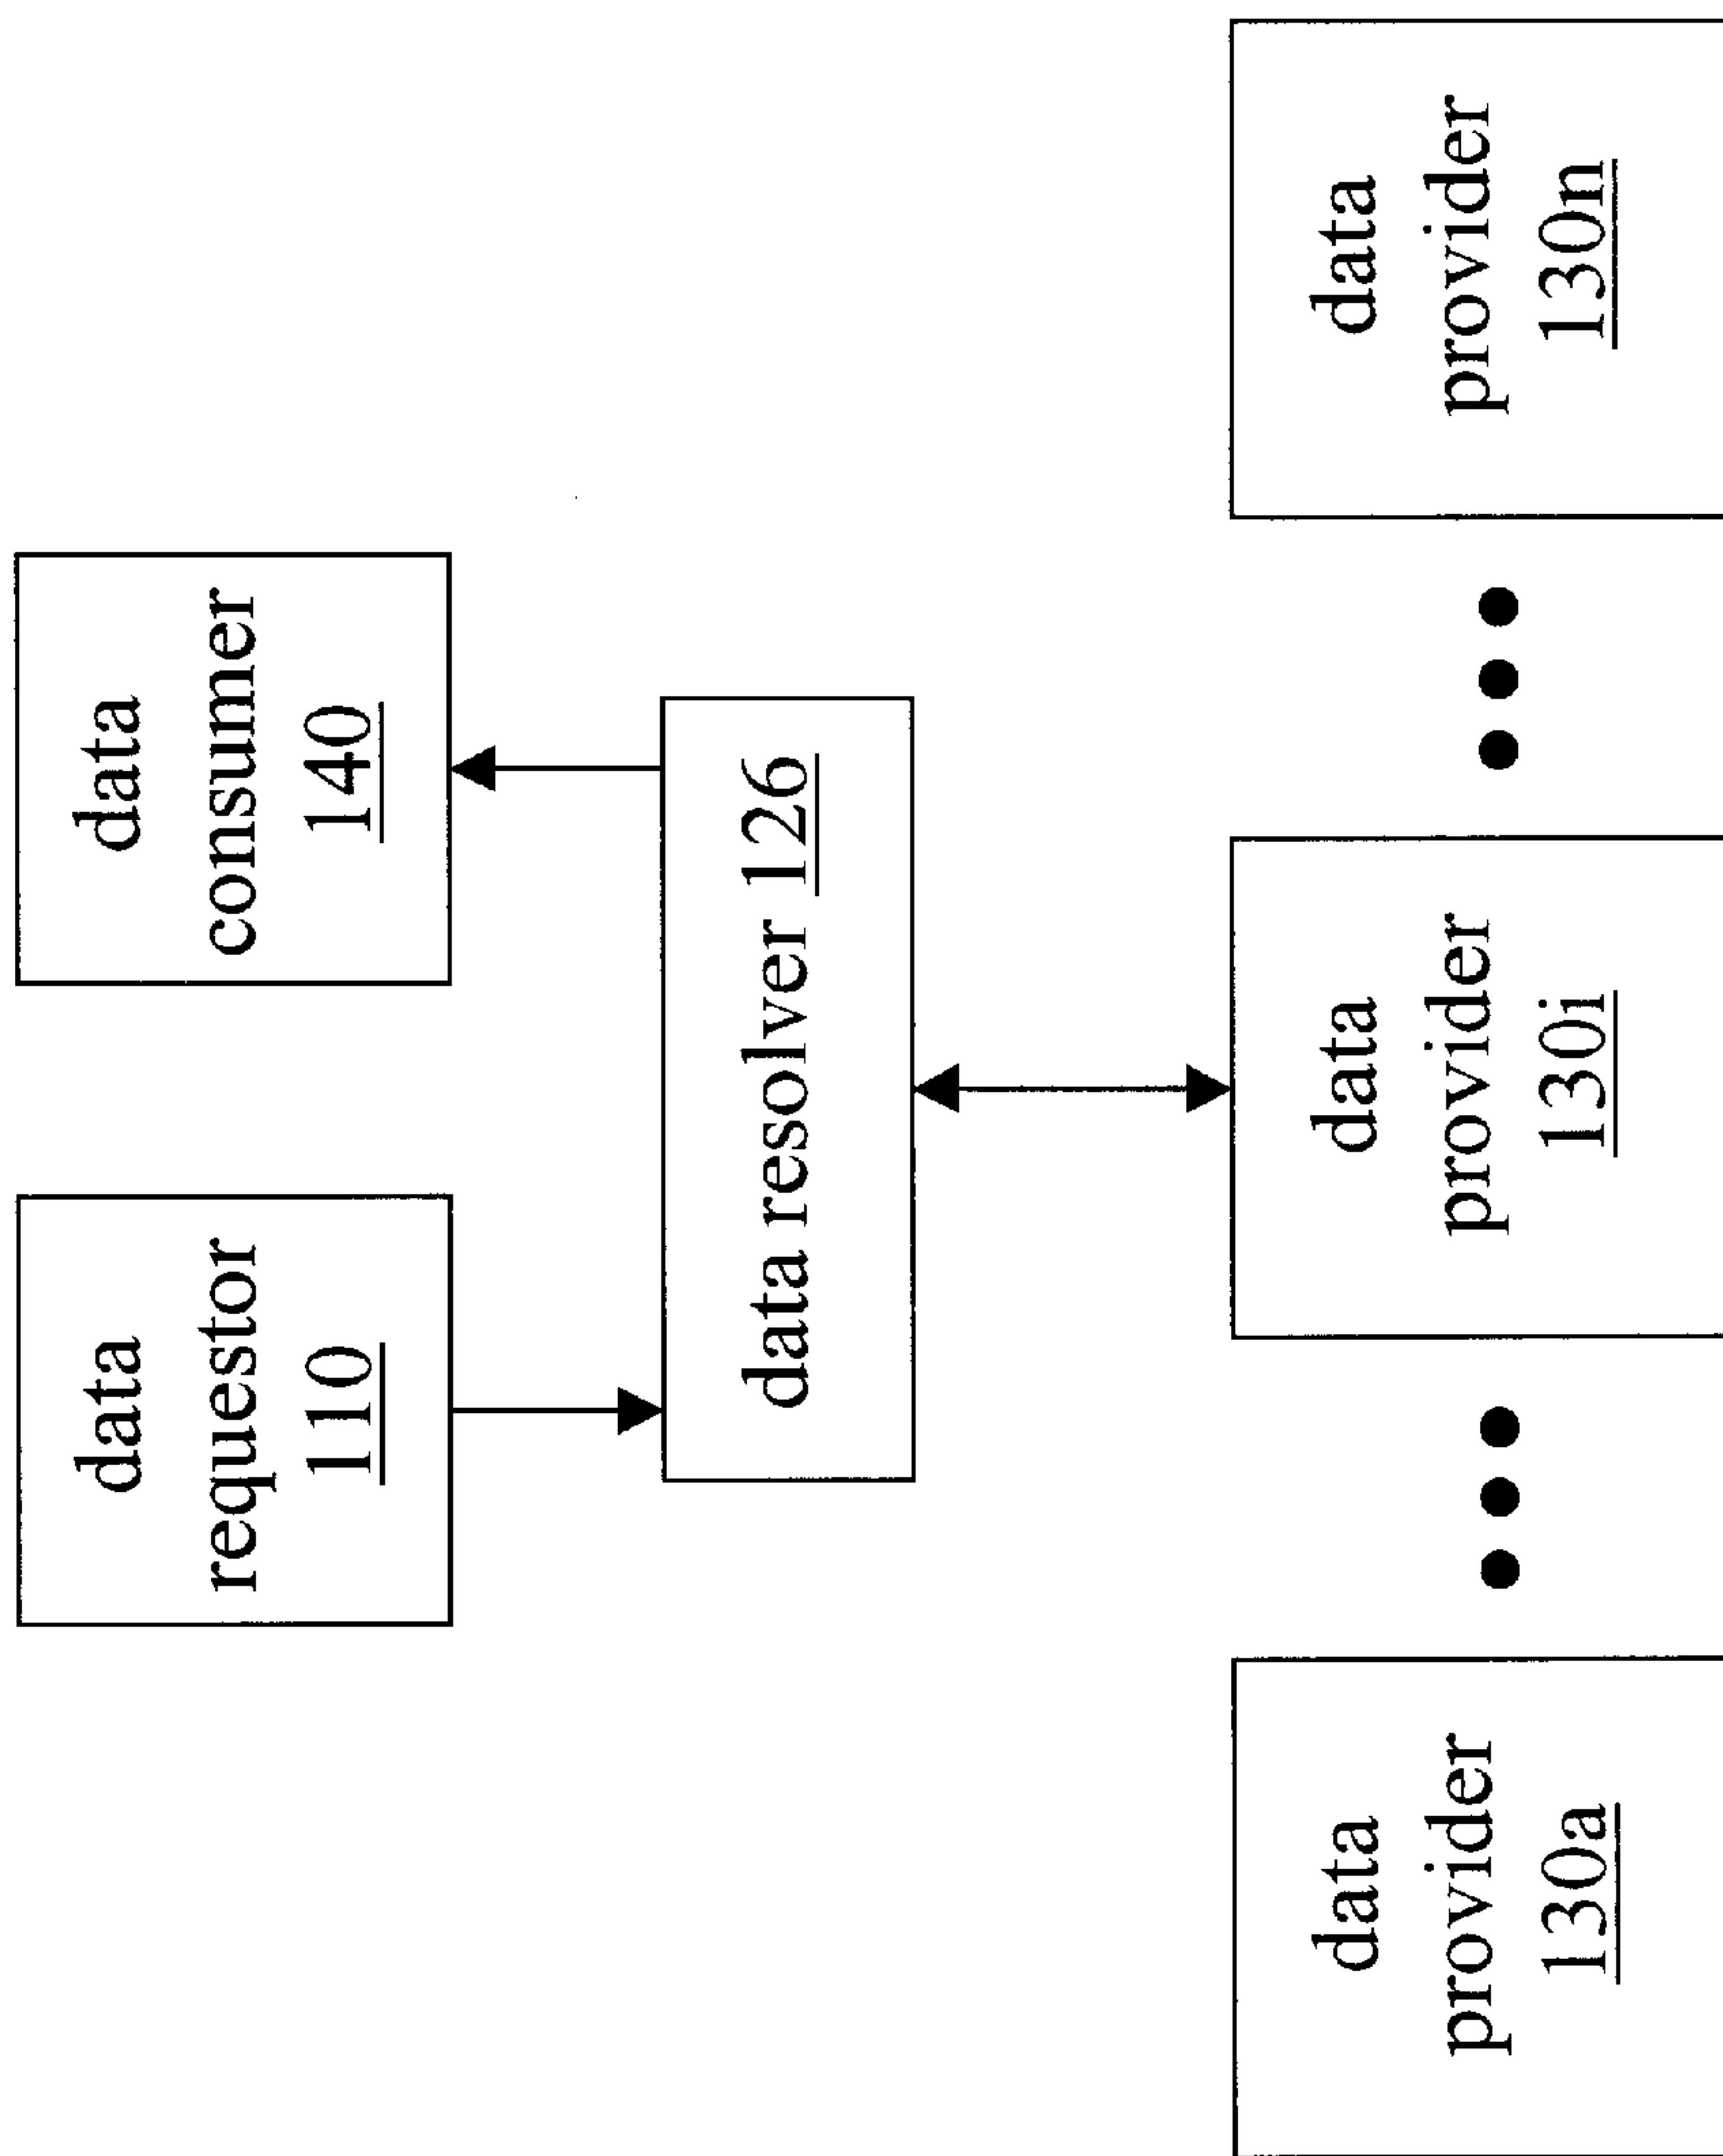 data
requestor
110
data
consumer
140
data resolver 126
data
provider
130a
data
provider
130i
data
provider
130n